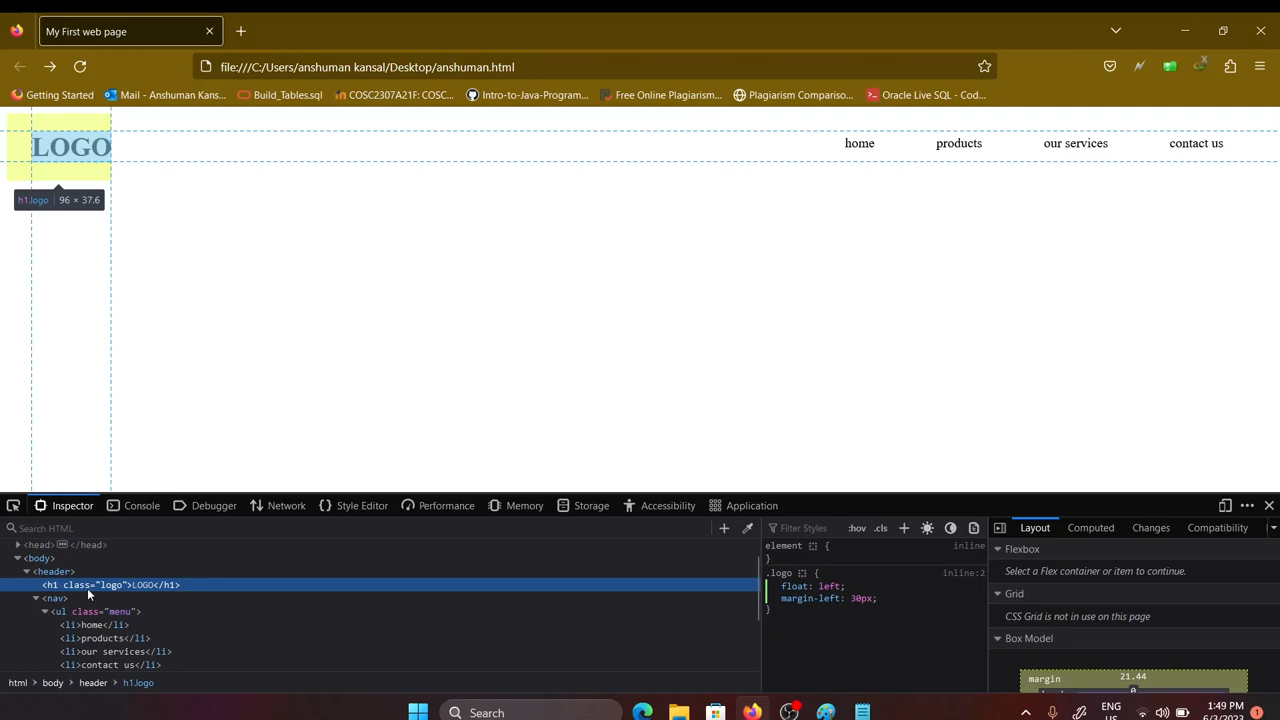 My First web page
file:///C:/Users/anshuman kansal/Desktop/anshuman.html
Getting Started
Mail - Anshuman Kans...
Build_Tables.sql
COSC2307A21F: COSC...
Intro-to-Java-Program...
Free Online Plagiarism...
Plagiarism Compariso...
Oracle Live SQL - Cod...
LOGO
home
products
our services
contact us
h1.logo 96 × 37.6
Inspector
Console
Debugger
Network
Style Editor
Performance
Memory
Storage
Accessibility
Application
Search HTML
Filter Styles
:hov .cls
Layout
Computed
Changes
Compatibility
<head> </head>
<body>
<header>
<h1 class="logo">LOGO</h1>
<nav>
<ul class="menu">
<li>home</li>
<li>products</li>
<li>our services</li>
<li>contact us</li>
html > body > header > h1.logo
element { inline
}
.logo { inline:2
float: left;
margin-left: 30px;
}
Flexbox
Select a Flex container or item to continue.
Grid
CSS Grid is not in use on this page
Box Model
margin 21.44
0
Search
ENG
1:49 PM
6/3/2023
1